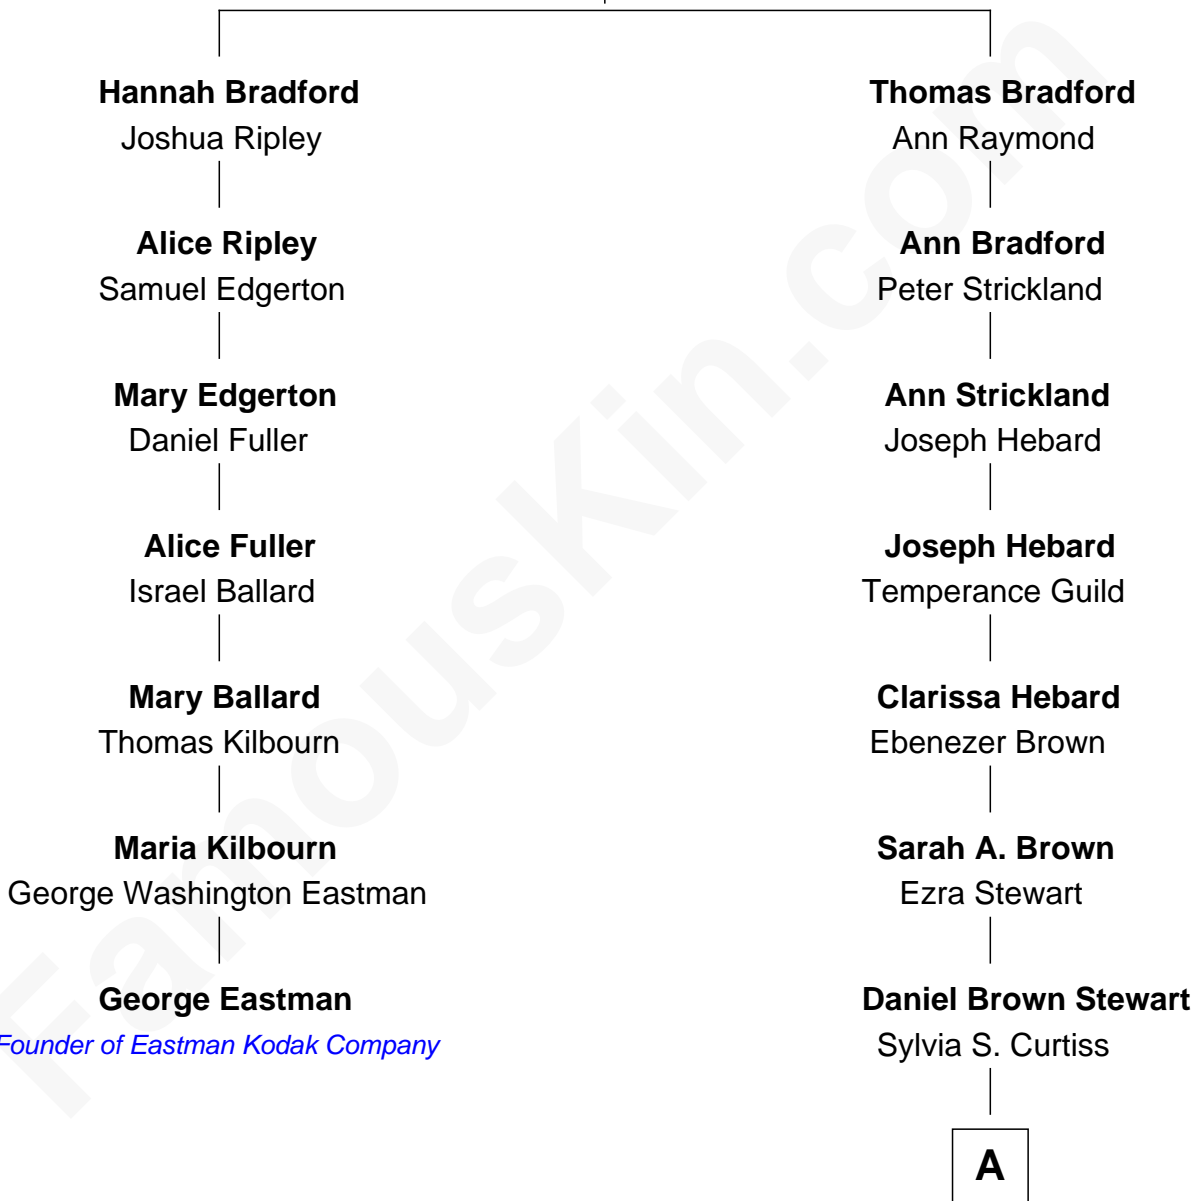 Hannah Bradford
Joshua Ripley
Alice Ripley
Samuel Edgerton
Mary Edgerton
Daniel Fuller
Alice Fuller
Israel Ballard
Mary Ballard
Thomas Kilbourn
Maria Kilbourn
George Washington Eastman
George Eastman
Founder of Eastman Kodak Company
Thomas Bradford
Ann Raymond
Ann Bradford
Peter Strickland
Ann Strickland
Joseph Hebard
Joseph Hebard
Temperance Guild
Clarissa Hebard
Ebenezer Brown
Sarah A. Brown
Ezra Stewart
Daniel Brown Stewart
Sylvia S. Curtiss
A
FamousKin.com